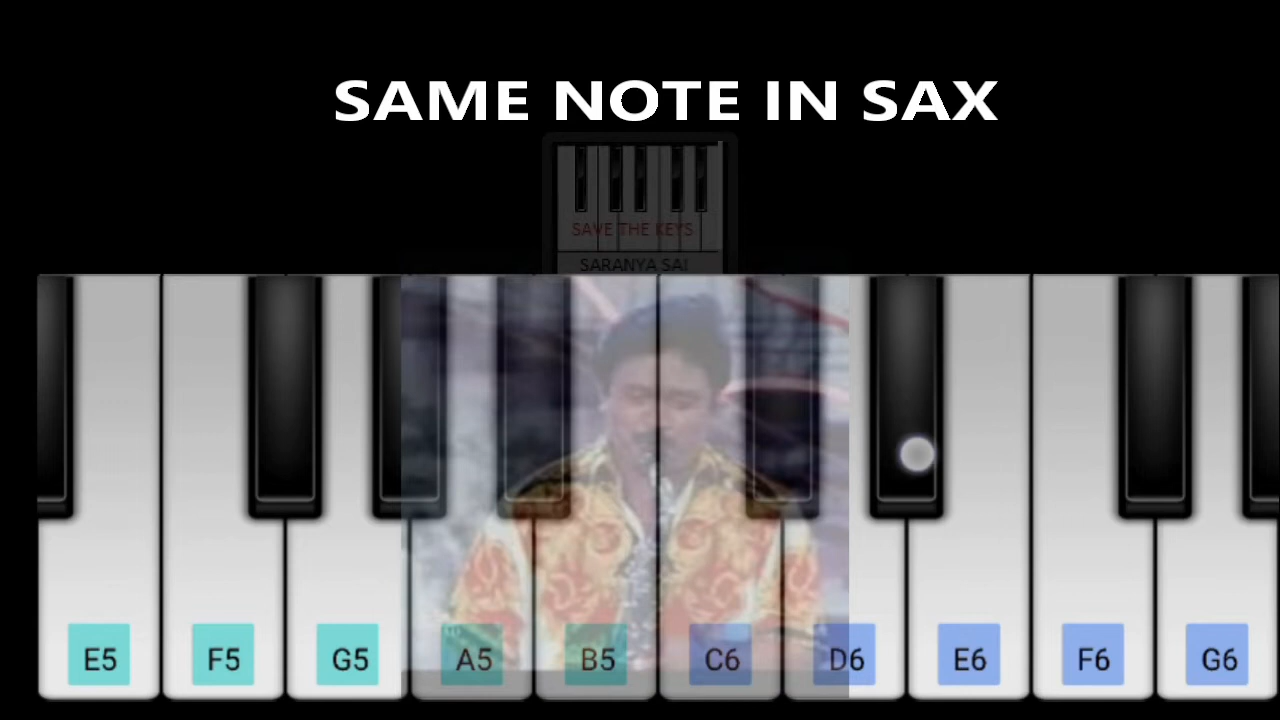 SAME NOTE IN SAX
SAVE THE KEYS
SARANYA SAI
E5 F5 G5 A5 B5 C6 D6 E6 F6 G6